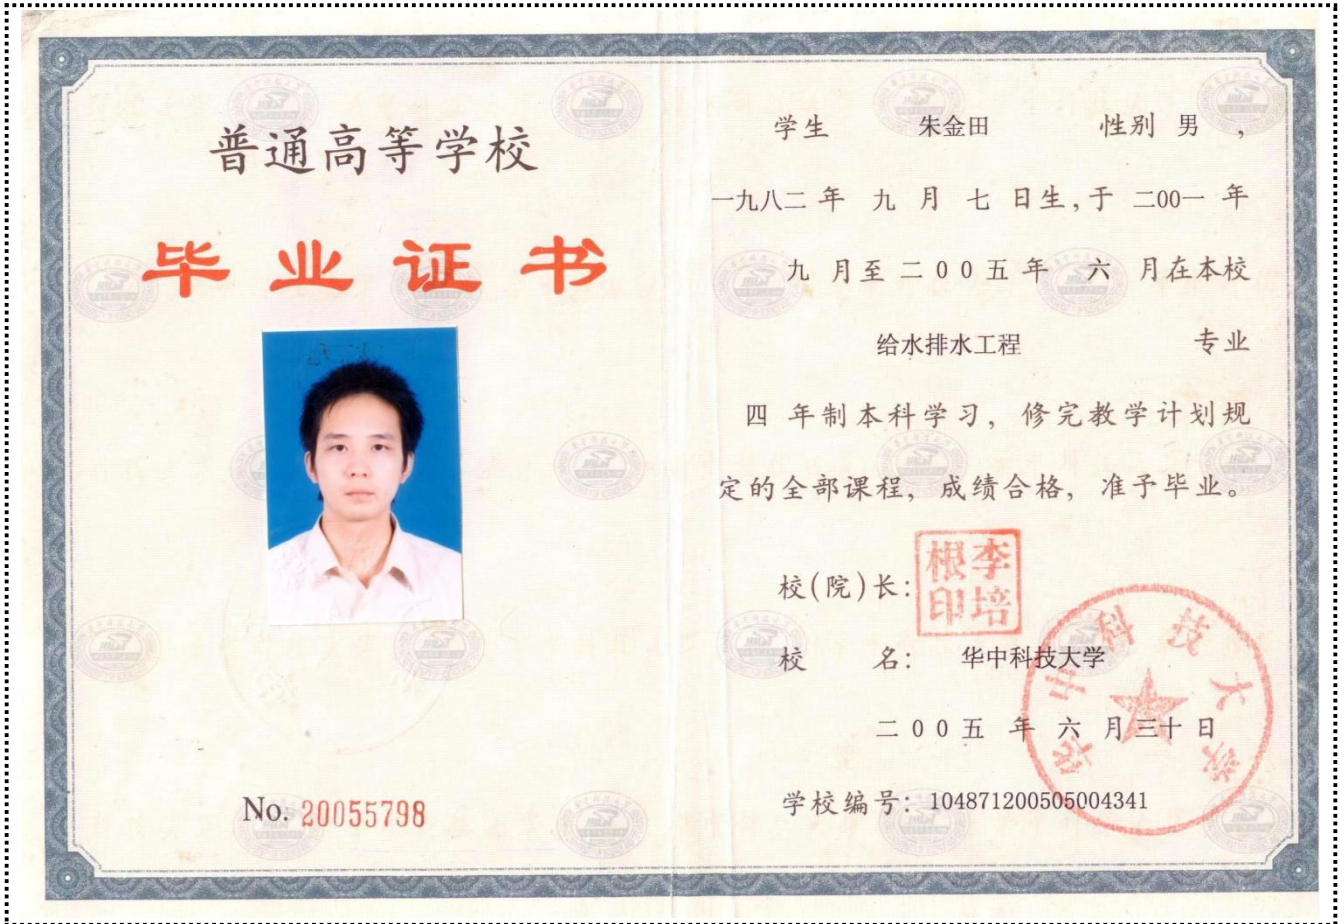 普通高等学校
毕业证书
No. 20055798
学生 朱金田 性别 男 ,
一九八二 年 九 月 七 日生,于 二00一 年
九 月至 二 0 0 五 年 六 月在本校
给水排水工程 专业
四 年制本科学习, 修完教学计划规
定的全部课程, 成绩合格, 准予毕业。
校(院)长:
李培根印
校 名: 华中科技大学
华中科技大学
二 0 0 五 年 六 月三十日
学校编号: 104871200505004341